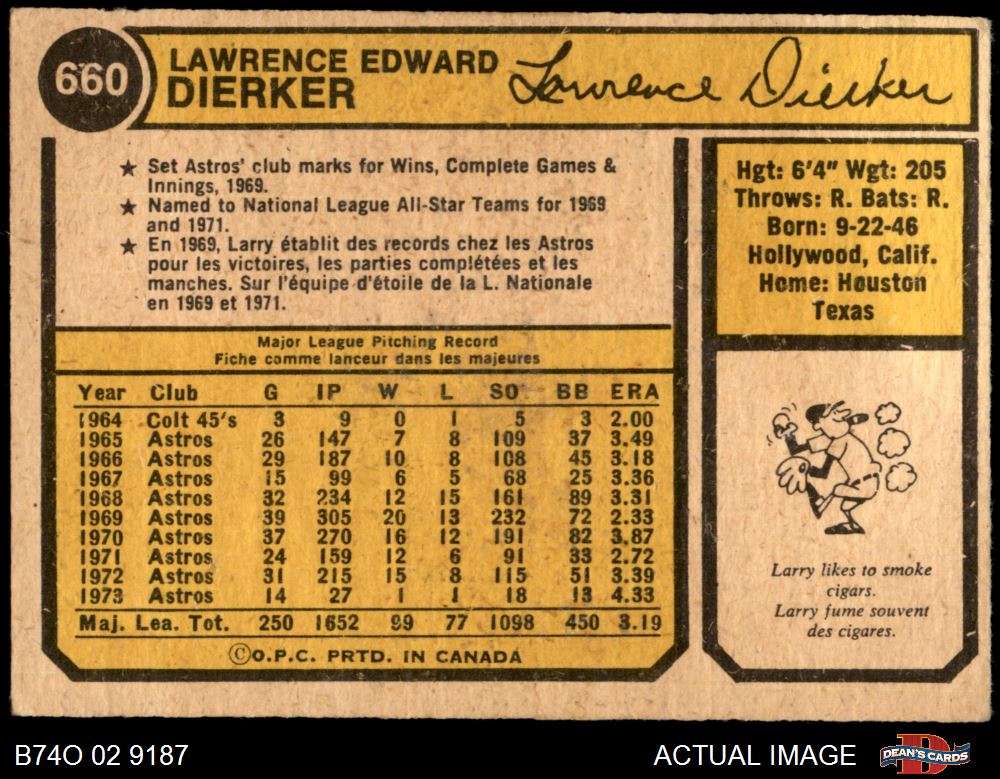 660
LAWRENCE EDWARD
DIERKER
Lawrence Dierker
★ Set Astros' club marks for Wins, Complete Games &
Innings, 1969.
★ Named to National League All-Star Teams for 1969
and 1971.
★ En 1969, Larry établit des records chez les Astros
pour les victoires, les parties complétées et les
manches. Sur l'équipe d'étoile de la L. Nationale
en 1969 et 1971.
Hgt: 6'4" Wgt: 205
Throws: R. Bats: R.
Born: 9-22-46
Hollywood, Calif.
Home: Houston
Texas
Major League Pitching Record
Fiche comme lanceur dans les majeures
Year Club G IP W L SO BB ERA
1964 Colt 45's 3 9 0 1 5 3 2.00
1965 Astros 26 147 7 8 109 37 3.49
1966 Astros 29 187 10 8 108 45 3.18
1967 Astros 15 99 6 5 68 25 3.36
1968 Astros 32 234 12 15 161 89 3.31
1969 Astros 39 305 20 13 232 72 2.33
1970 Astros 37 270 16 12 191 82 3.87
1971 Astros 24 159 12 6 91 33 2.72
1972 Astros 31 215 15 8 115 51 3.39
1973 Astros 14 27 1 1 18 13 4.33
Maj. Lea. Tot. 250 1652 99 77 1098 450 3.19
©O.P.C. PRTD. IN CANADA
Larry likes to smoke
cigars.
Larry fume souvent
des cigares.
B74O 02 9187
ACTUAL IMAGE
DEAN'S CARDS